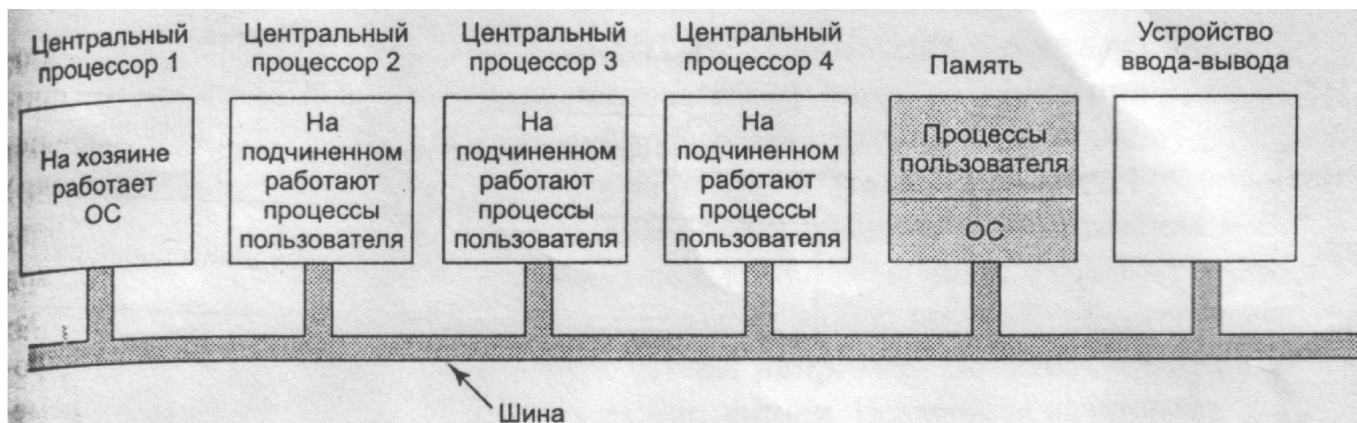 Центральный
процессор 1
Центральный
процессор 2
Центральный
процессор 3
Центральный
процессор 4
Память
Устройство
ввода-вывода
На хозяине
работает
ОС
На
подчиненном
работают
процессы
пользователя
На
подчиненном
работают
процессы
пользователя
На
подчиненном
работают
процессы
пользователя
Процессы
пользователя
ОС
Шина